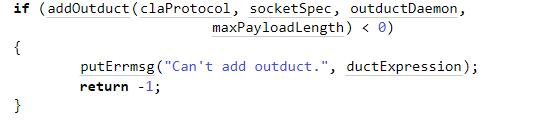 if (addOutduct(claProtocol, socketSpec, outductDaemon,
maxPayloadLength) < 0)
{
putErrmsg("Can't add outduct.", ductExpression);
return -1;
}